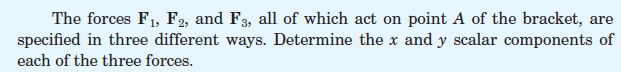 The forces F₁, F₂, and F₃, all of which act on point A of the bracket, are
specified in three different ways. Determine the x and y scalar components of
each of the three forces.